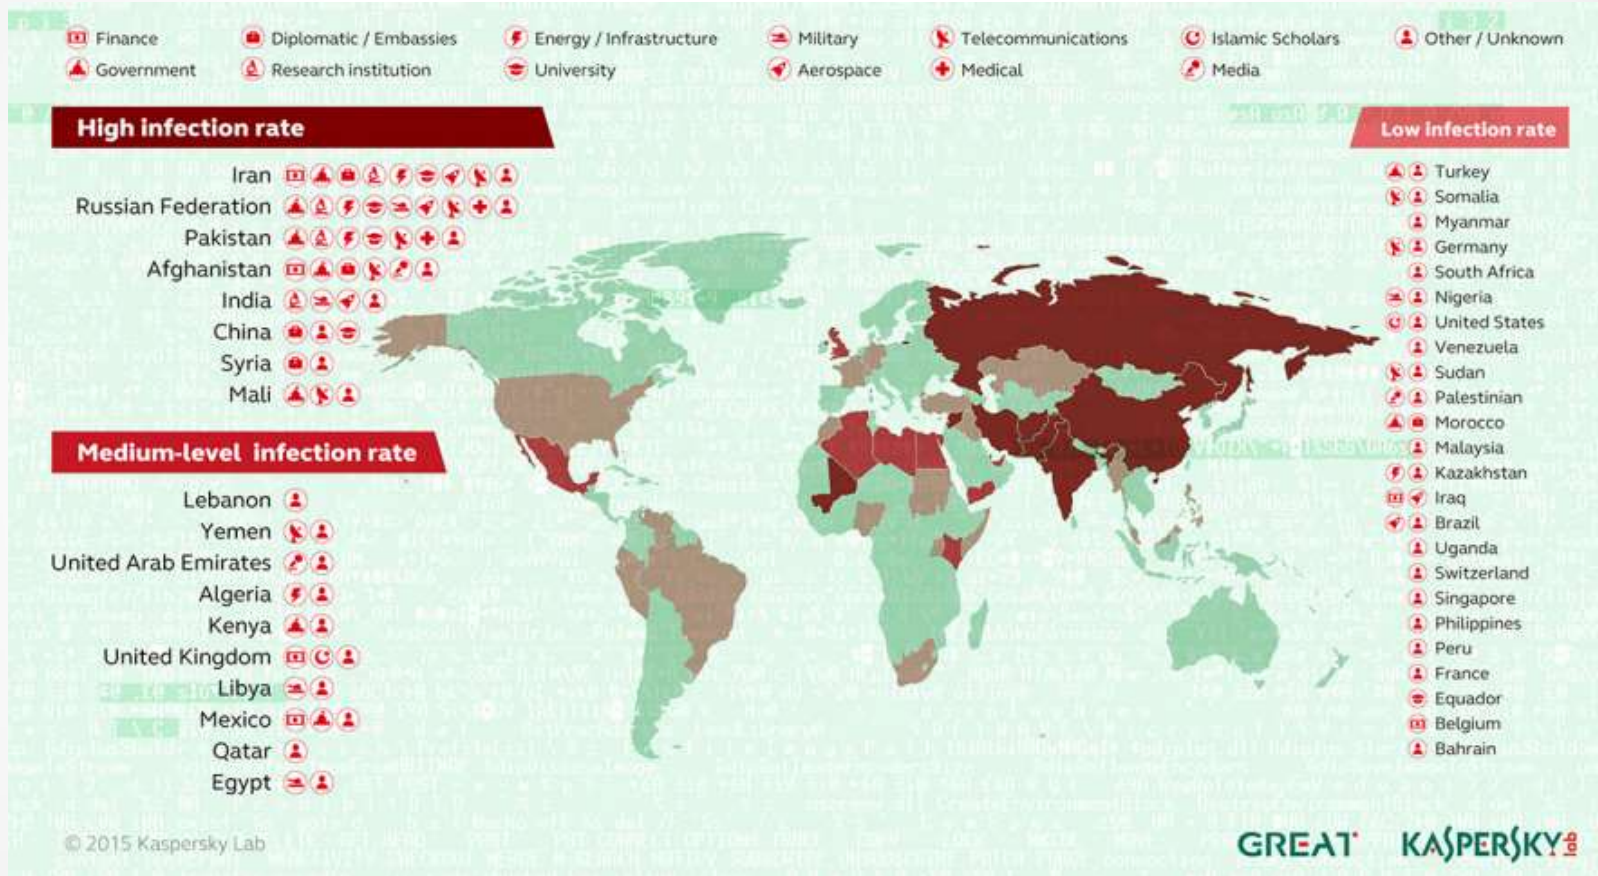 Finance
Diplomatic / Embassies
Energy / Infrastructure
Military
Telecommunications
Islamic Scholars
Other / Unknown
Government
Research institution
University
Aerospace
Medical
Media
High infection rate
Iran
Russian Federation
Pakistan
Afghanistan
India
China
Syria
Mali
Medium-level infection rate
Lebanon
Yemen
United Arab Emirates
Algeria
Kenya
United Kingdom
Libya
Mexico
Qatar
Egypt
Low infection rate
Turkey
Somalia
Myanmar
Germany
South Africa
Nigeria
United States
Venezuela
Sudan
Palestinian
Morocco
Malaysia
Kazakhstan
Iraq
Brazil
Uganda
Switzerland
Singapore
Philippines
Peru
France
Equador
Belgium
Bahrain
© 2015 Kaspersky Lab
GREAT
KASPERSKY lab